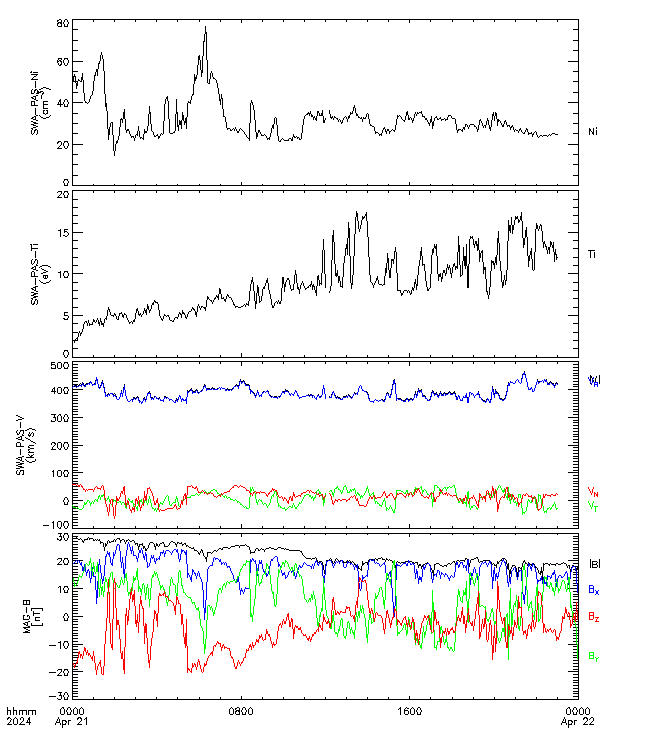 80
60
40
20
0
SWA-PAS-Ni
(cm-3)
Ni
20
15
10
5
0
SWA-PAS-Ti
(eV)
Ti
500
400
300
200
100
0
-100
SWA-PAS-V
(km/s)
VN
VT
30
20
10
0
-10
-20
-30
MAG-B
[nT]
|B|
BX
BZ
BY
hhmm
2024
0000
Apr 21
0800
1600
0000
Apr 22